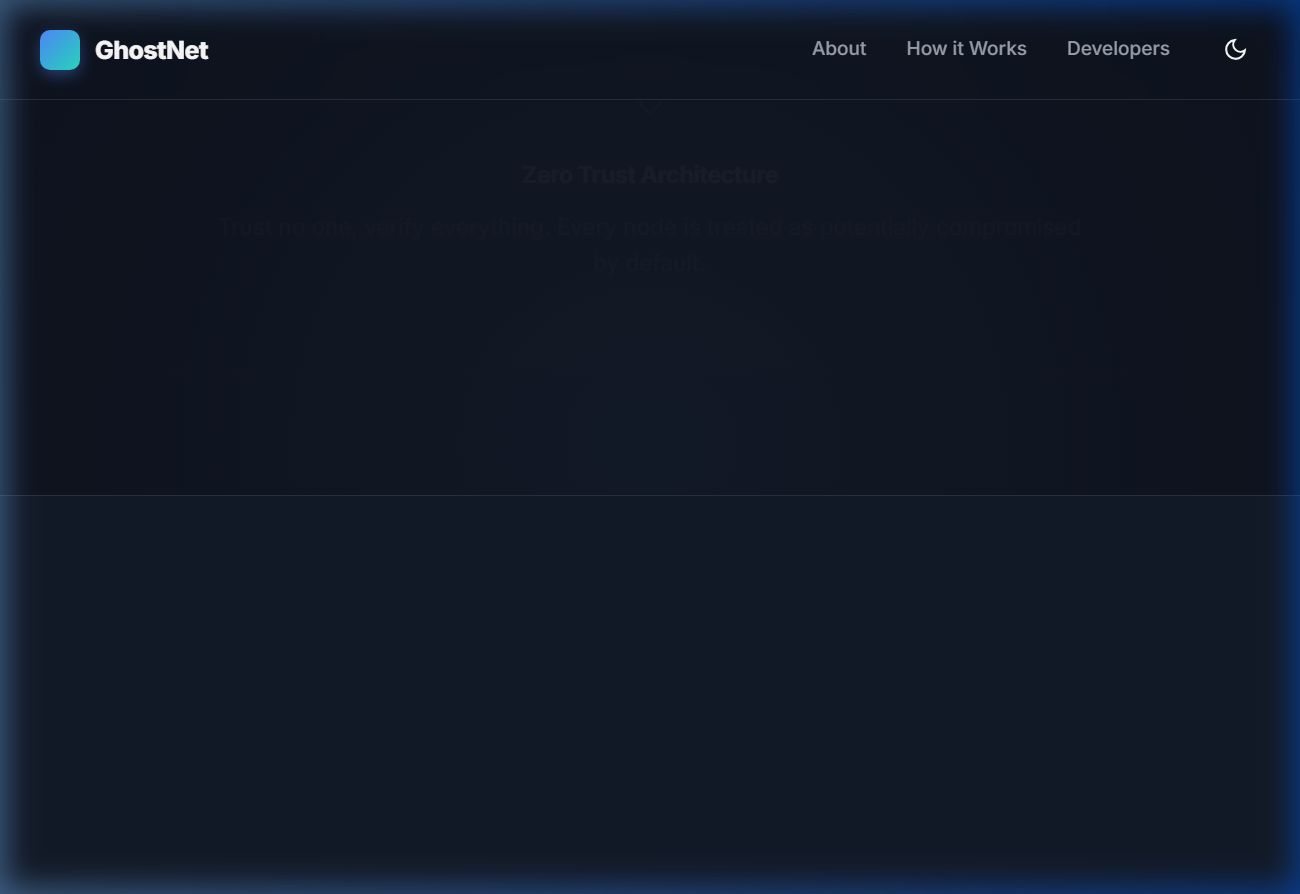 GhostNet
About How it Works Developers
Zero Trust Architecture
Trust no one, verify everything. Every node is treated as potentially compromised
by default.